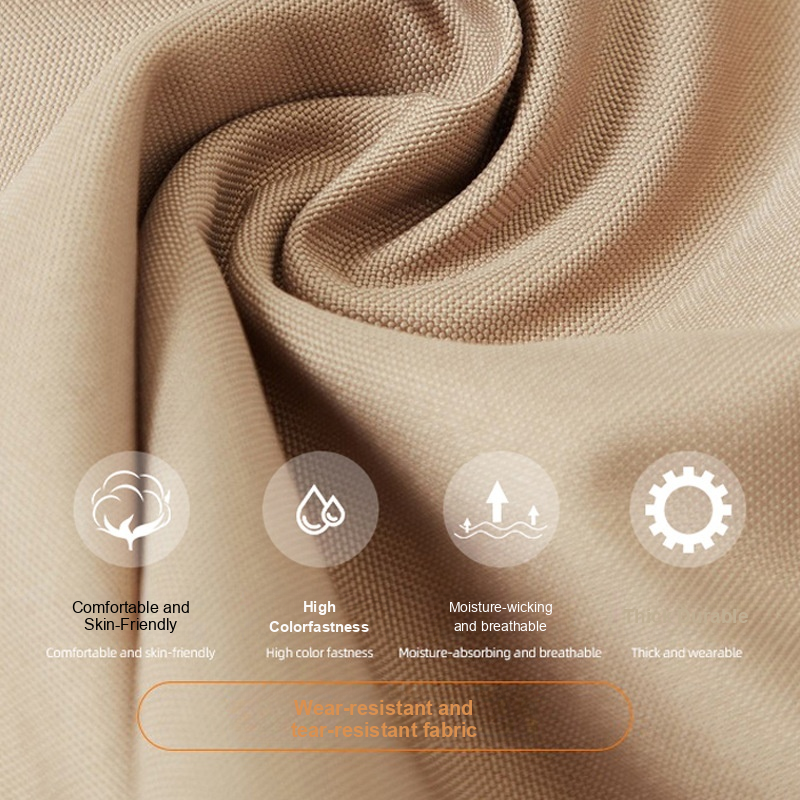 Comfortable and
Skin-Friendly
High
Colorfastness
Moisture-wicking
and breathable
Comfortable and skin-friendly
High color fastness
Moisture-absorbing and breathable
Thick and wearable
Wear-resistant and
tear-resistant fabric